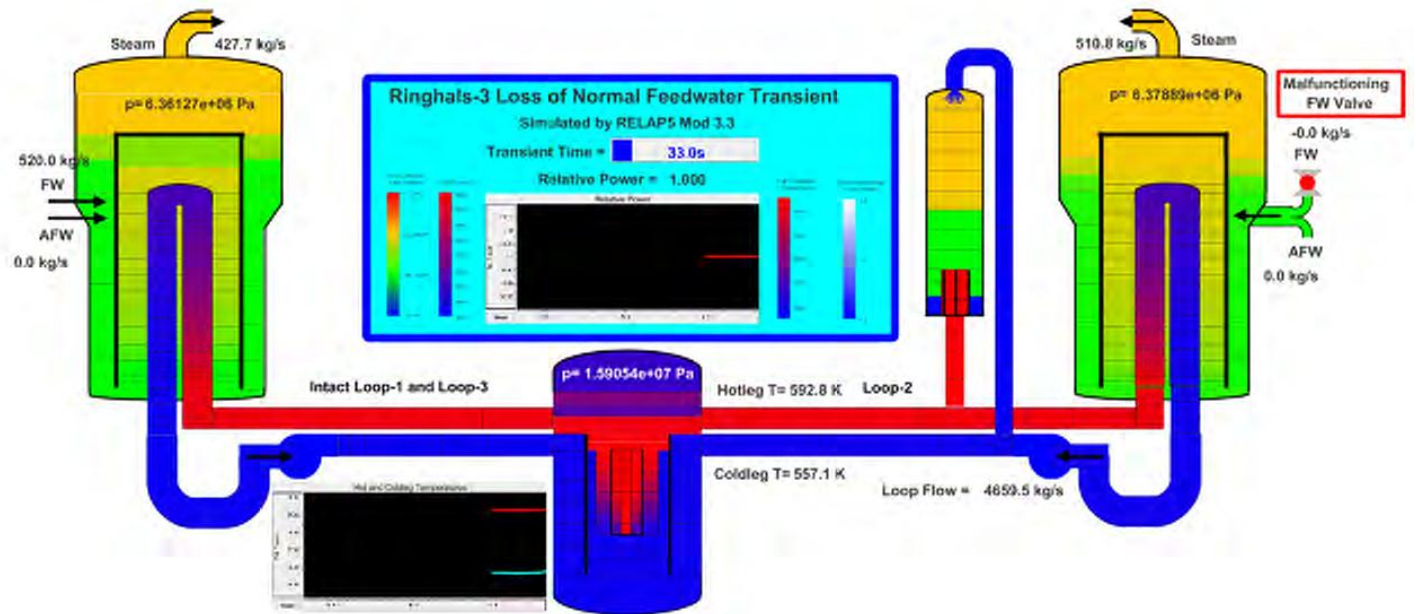 Steam
427.7 kg/s
510.8 kg/s
Steam
p= 6.36127e+06 Pa
Ringhals-3 Loss of Normal Feedwater Transient
Simulated by RELAP5 Mod 3.3
Transient Time = 33.0s
Relative Power = 1.000
Relative Power
p= 6.37889e+06 Pa
Malfunctioning
FW Valve
-0.0 kg/s
FW
520.0 kg/s
FW
AFW
0.0 kg/s
AFW
0.0 kg/s
p= 1.59054e+07 Pa
Intact Loop-1 and Loop-3
Hotleg T= 592.8 K
Loop-2
Coldleg T= 557.1 K
Loop Flow = 4659.5 kg/s
Hot and Coldleg Temperatures